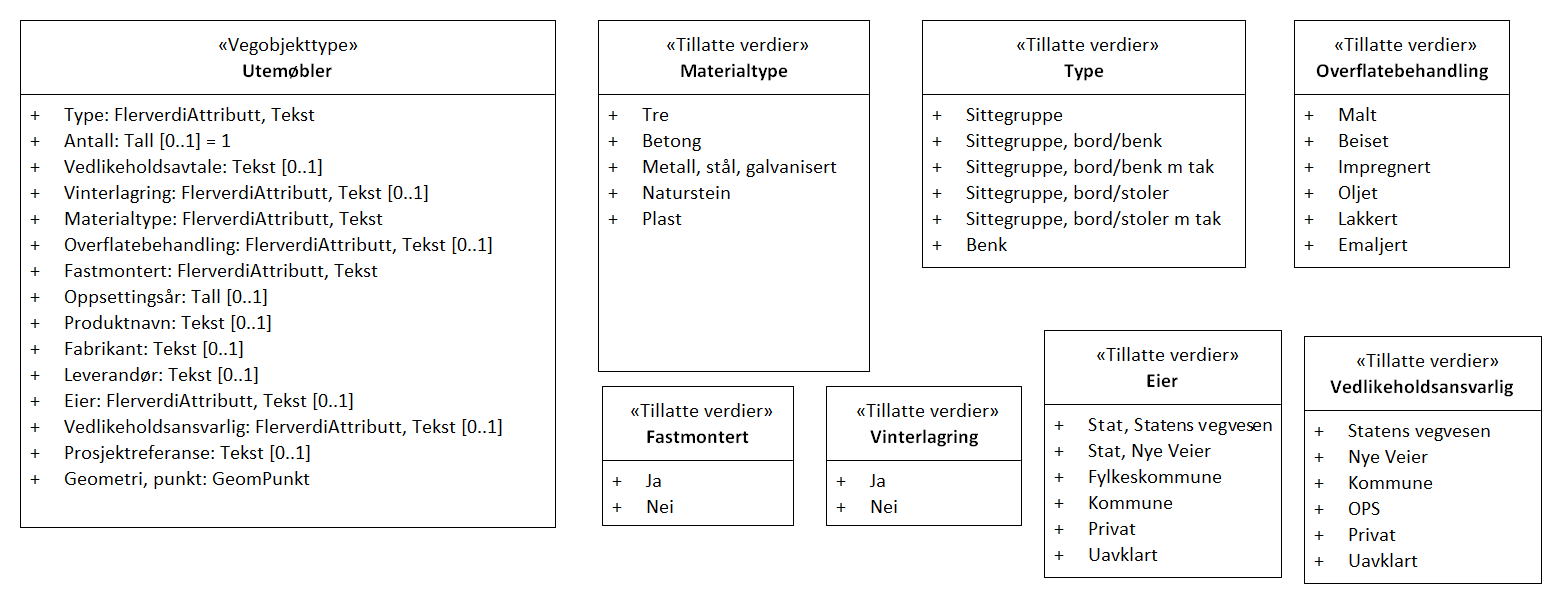 «Vegobjekttype»
Utemøbler
+ Type: FlerverdiAttributt, Tekst
+ Antall: Tall [0..1] = 1
+ Vedlikeholdsavtale: Tekst [0..1]
+ Vinterlagring: FlerverdiAttributt, Tekst [0..1]
+ Materialtype: FlerverdiAttributt, Tekst
+ Overflatebehandling: FlerverdiAttributt, Tekst [0..1]
+ Fastmontert: FlerverdiAttributt, Tekst
+ Oppsettingsår: Tall [0..1]
+ Produktnavn: Tekst [0..1]
+ Fabrikant: Tekst [0..1]
+ Leverandør: Tekst [0..1]
+ Eier: FlerverdiAttributt, Tekst [0..1]
+ Vedlikeholdsansvarlig: FlerverdiAttributt, Tekst [0..1]
+ Prosjektreferanse: Tekst [0..1]
+ Geometri, punkt: GeomPunkt
«Tillatte verdier»
Materialtype
+ Tre
+ Betong
+ Metall, stål, galvanisert
+ Naturstein
+ Plast
«Tillatte verdier»
Type
+ Sittegruppe
+ Sittegruppe, bord/benk
+ Sittegruppe, bord/benk m tak
+ Sittegruppe, bord/stoler
+ Sittegruppe, bord/stoler m tak
+ Benk
«Tillatte verdier»
Overflatebehandling
+ Malt
+ Beiset
+ Impregnert
+ Oljet
+ Lakkert
+ Emaljert
«Tillatte verdier»
Fastmontert
+ Ja
+ Nei
«Tillatte verdier»
Vinterlagring
+ Ja
+ Nei
«Tillatte verdier»
Eier
+ Stat, Statens vegvesen
+ Stat, Nye Veier
+ Fylkeskommune
+ Kommune
+ Privat
+ Uavklart
«Tillatte verdier»
Vedlikeholdsansvarlig
+ Statens vegvesen
+ Nye Veier
+ Kommune
+ OPS
+ Privat
+ Uavklart